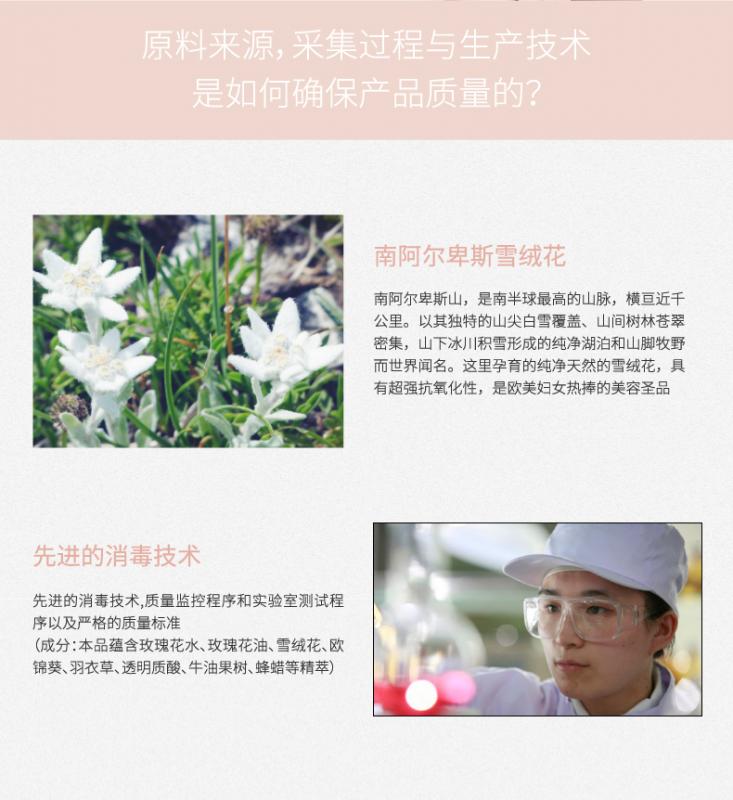 原料来源，采集过程与生产技术
是如何确保产品质量的？
南阿尔卑斯雪绒花
南阿尔卑斯山，是南半球最高的山脉，横亘近千
公里。以其独特的山尖白雪覆盖、山间树林苍翠
密集，山下冰川积雪形成的纯净湖泊和山脚牧野
而世界闻名。这里孕育的纯净天然的雪绒花，具
有超强抗氧化性，是欧美妇女热捧的美容圣品
先进的消毒技术
先进的消毒技术,质量监控程序和实验室测试程
序以及严格的质量标准
（成分：本品蕴含玫瑰花水、玫瑰花油、雪绒花、欧
锦葵、羽衣草、透明质酸、牛油果树、蜂蜡等精萃）